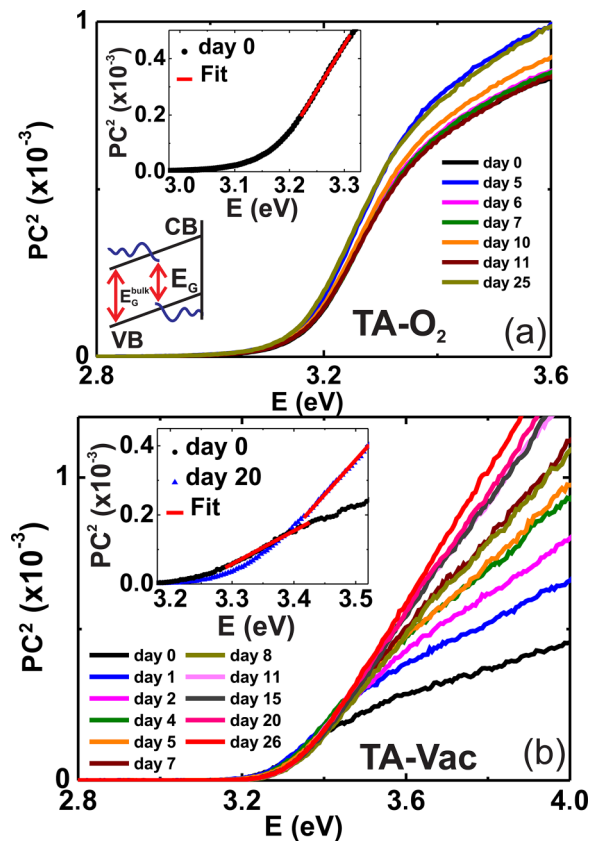 1
PC² (x10⁻³)
0
2.8
3.2
3.6
E (eV)
TA-O₂
(a)
day 0
day 5
day 6
day 7
day 10
day 11
day 25
PC² (x10⁻³)
0.4
0.2
0.0
3.0
3.1
3.2
3.3
E (eV)
day 0
Fit
CB
E_G^bulk
E_G
VB
1
PC² (x10⁻³)
0
2.8
3.2
3.6
4.0
E (eV)
TA-Vac
(b)
PC² (x10⁻³)
0.4
0.2
0.0
3.2
3.3
3.4
3.5
E (eV)
day 0
day 20
Fit
day 0
day 1
day 2
day 4
day 5
day 7
day 8
day 11
day 15
day 20
day 26